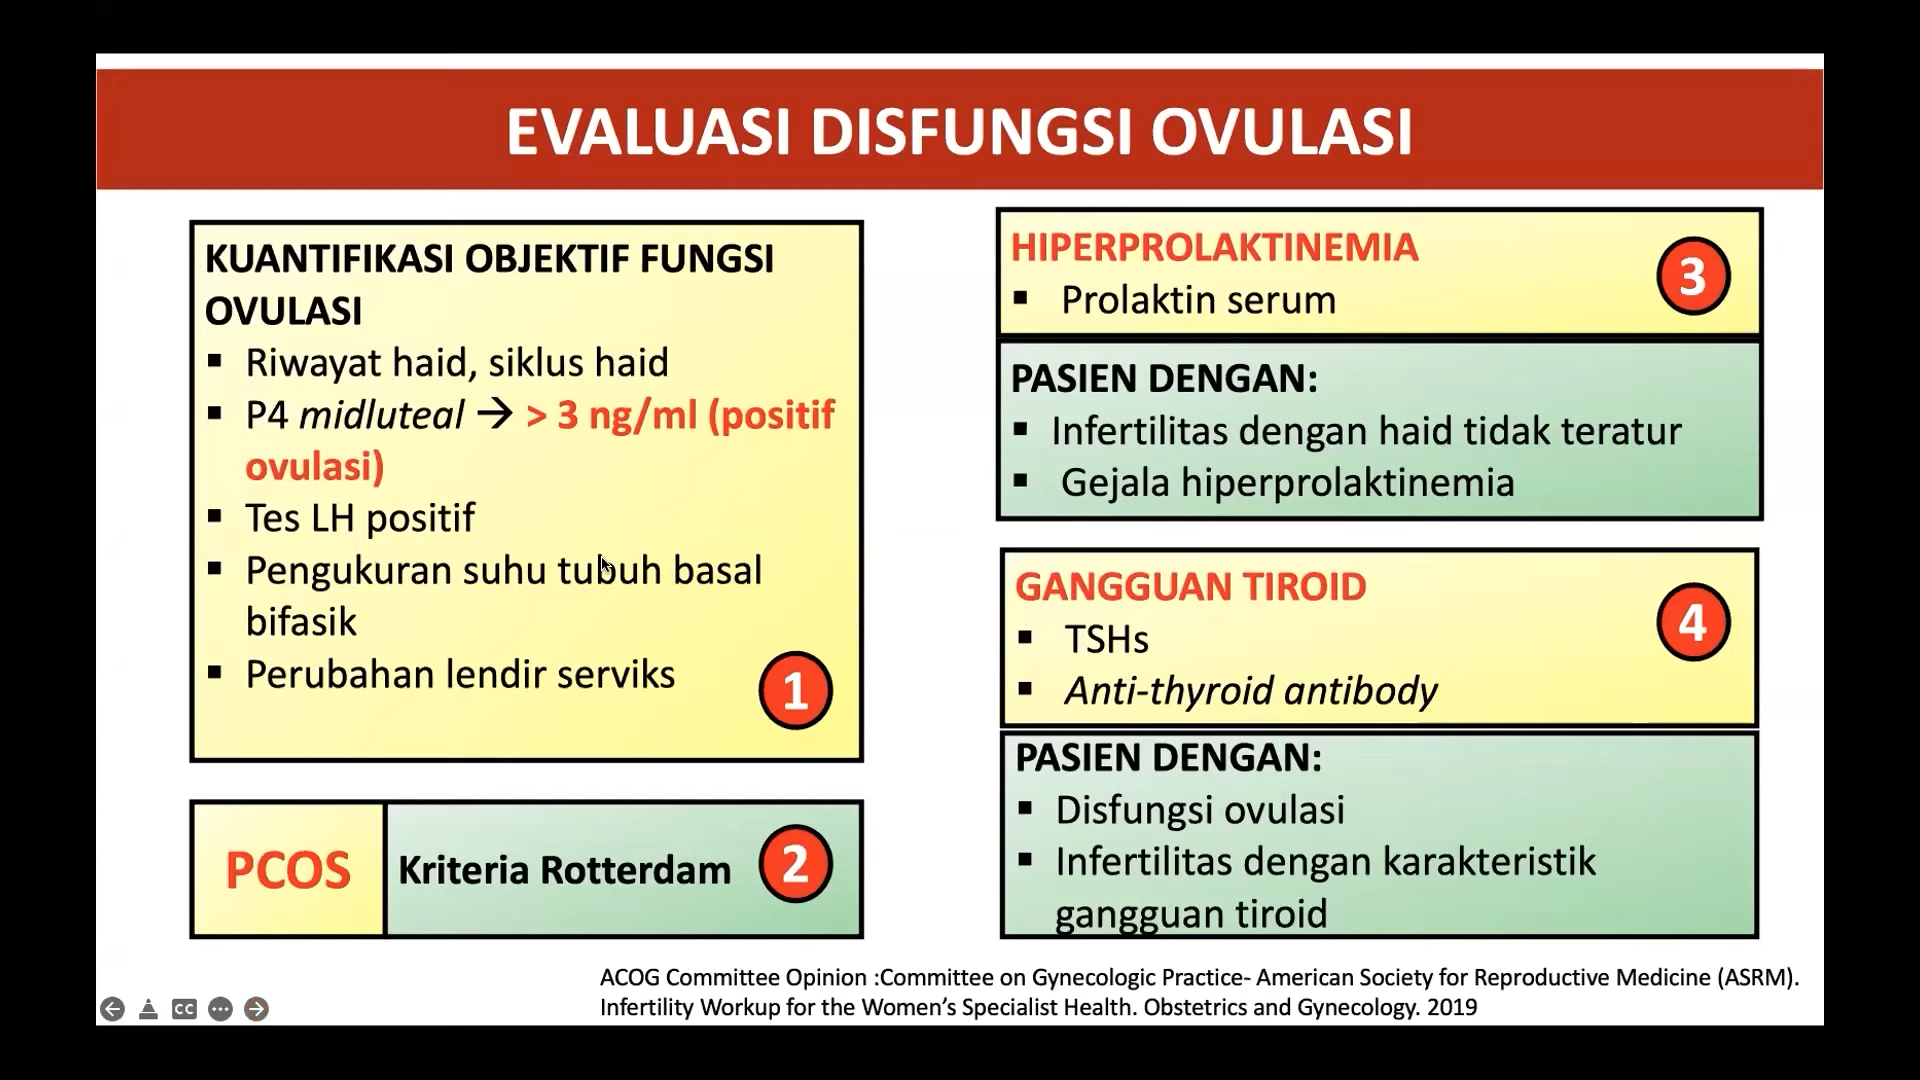 EVALUASI DISFUNGSI OVULASI
KUANTIFIKASI OBJEKTIF FUNGSI
OVULASI
▪ Riwayat haid, siklus haid
▪ P4 midluteal → > 3 ng/ml (positif
ovulasi)
▪ Tes LH positif
▪ Pengukuran suhu tubuh basal
bifasik
▪ Perubahan lendir serviks
1
PCOS
Kriteria Rotterdam
2
HIPERPROLAKTINEMIA
▪ Prolaktin serum
3
PASIEN DENGAN:
▪ Infertilitas dengan haid tidak teratur
▪ Gejala hiperprolaktinemia
GANGGUAN TIROID
▪ TSHs
▪ Anti-thyroid antibody
4
PASIEN DENGAN:
▪ Disfungsi ovulasi
▪ Infertilitas dengan karakteristik
gangguan tiroid
ACOG Committee Opinion :Committee on Gynecologic Practice- American Society for Reproductive Medicine (ASRM).
Infertility Workup for the Women’s Specialist Health. Obstetrics and Gynecology. 2019
CC